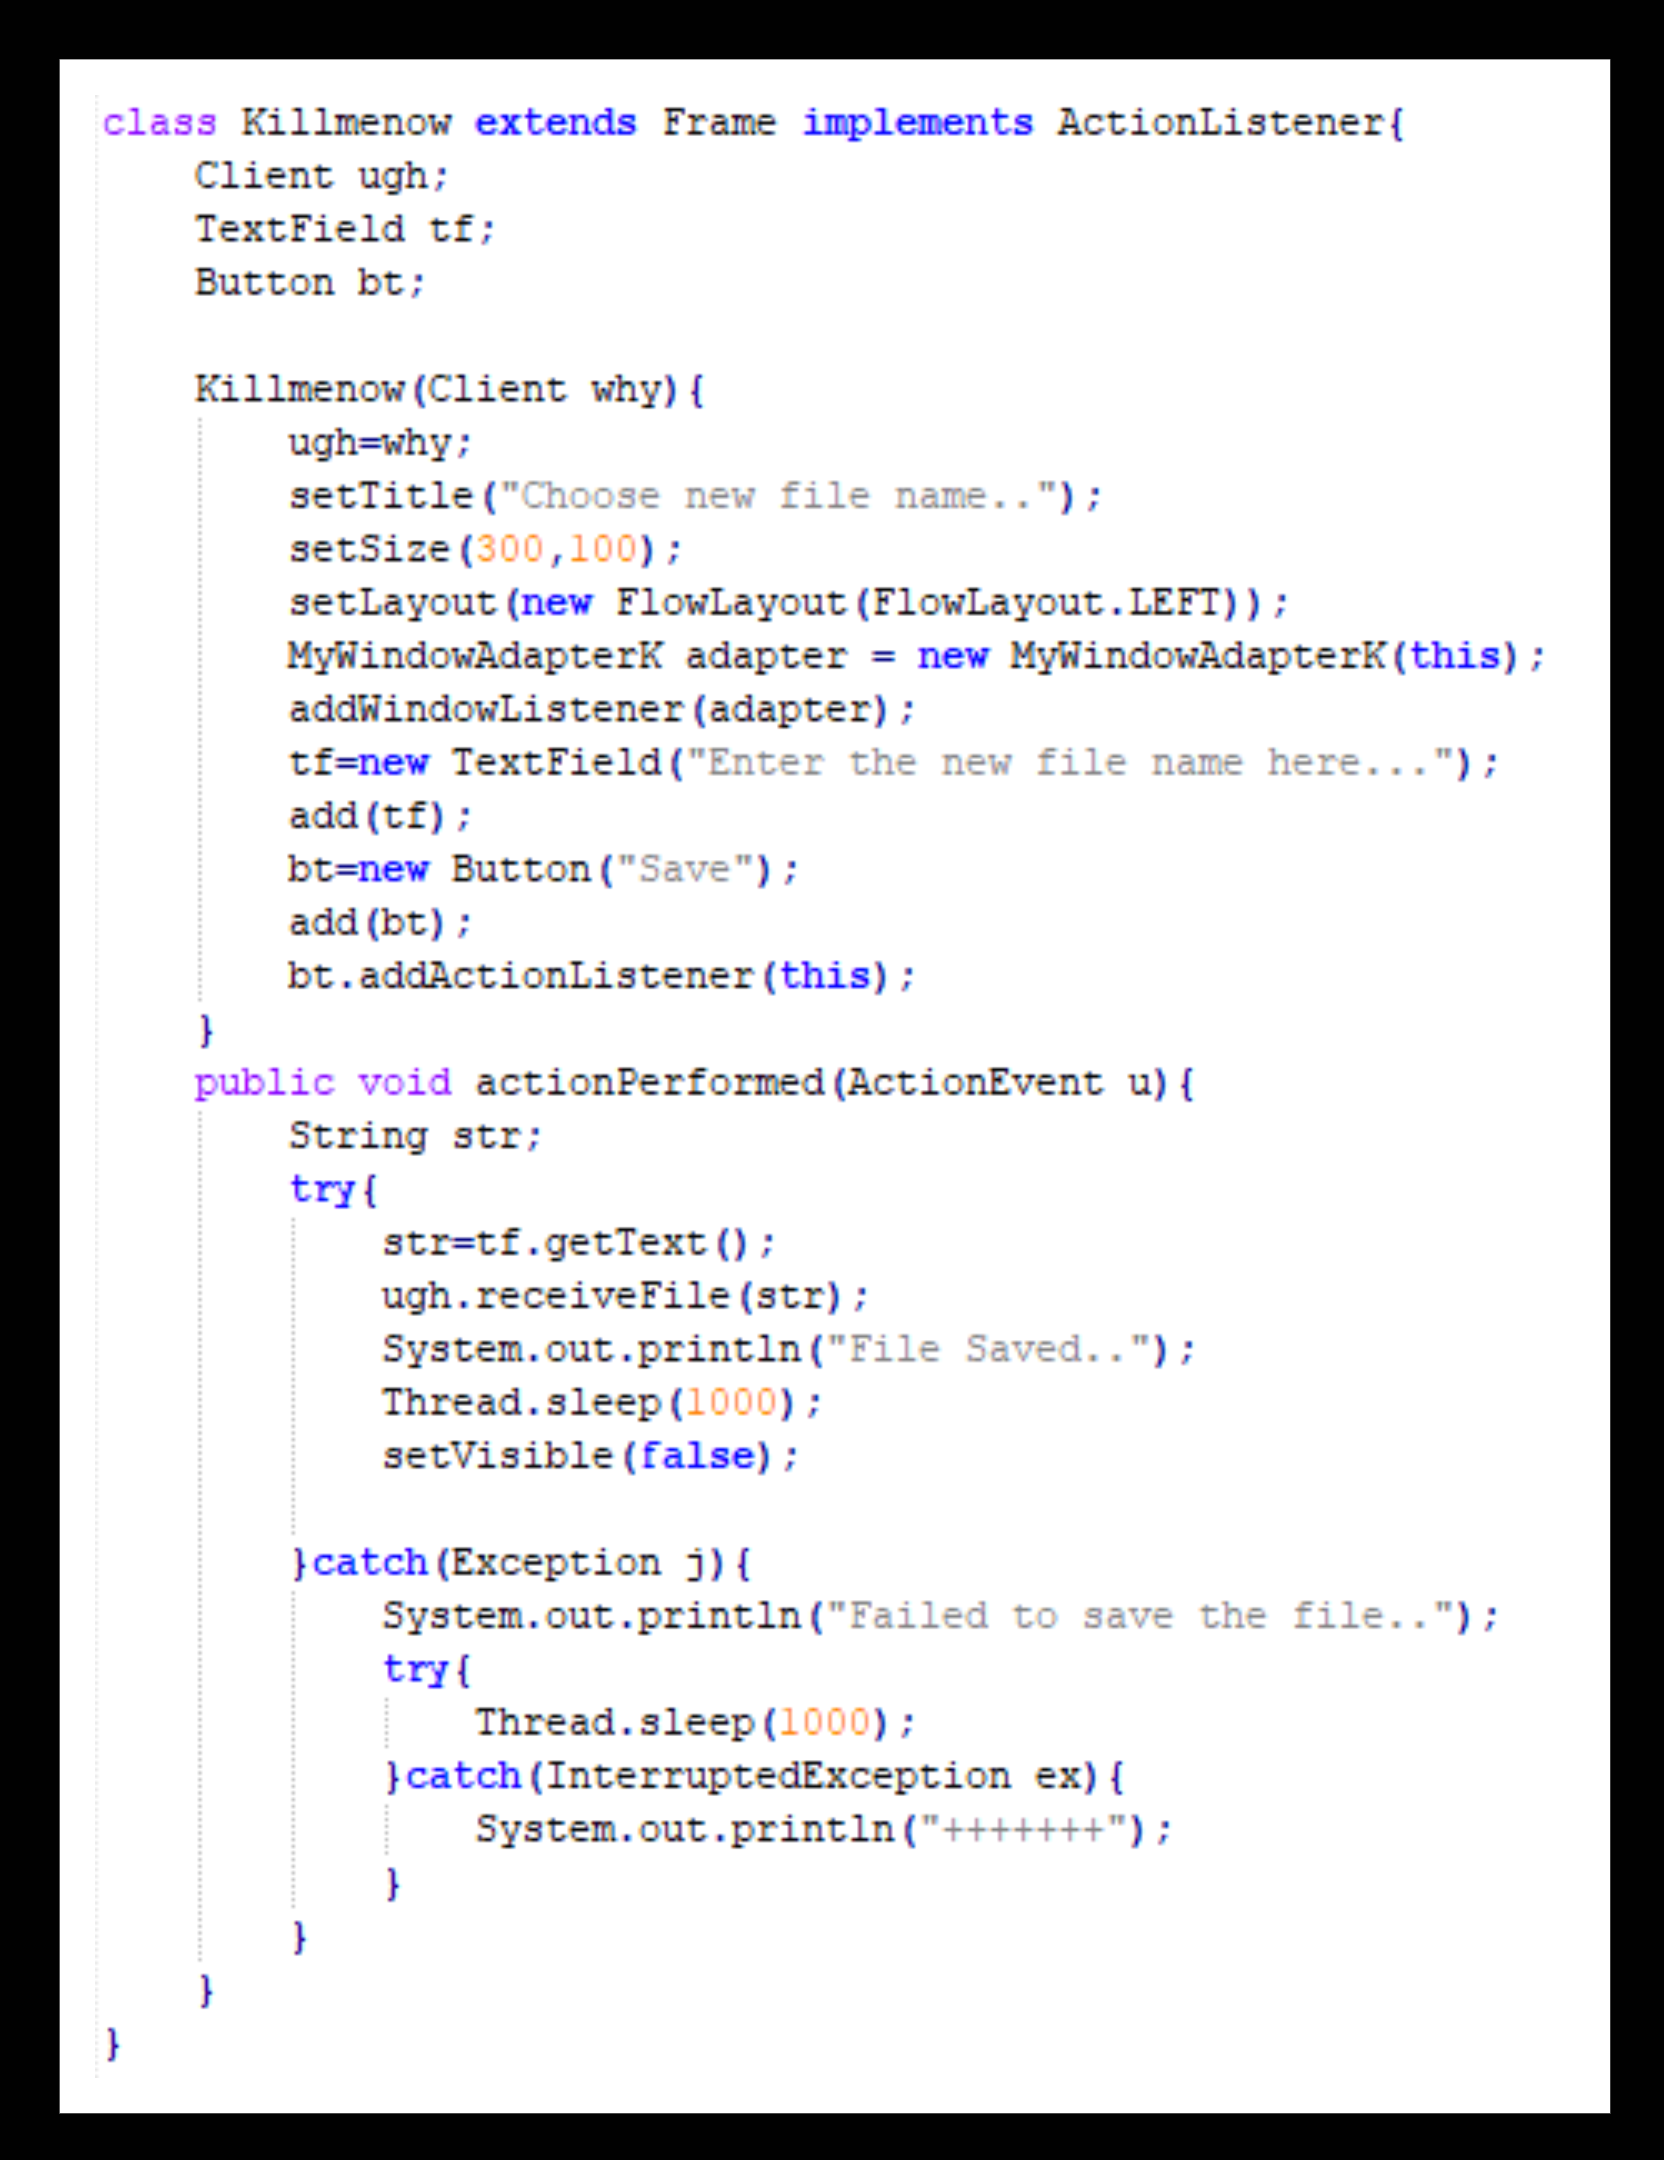 class Killmenow extends Frame implements ActionListener{
    Client ugh;
    TextField tf;
    Button bt;

    Killmenow(Client why){
        ugh=why;
        setTitle("Choose new file name..");
        setSize(300,100);
        setLayout(new FlowLayout(FlowLayout.LEFT));
        MyWindowAdapterK adapter = new MyWindowAdapterK(this);
        addWindowListener(adapter);
        tf=new TextField("Enter the new file name here...");
        add(tf);
        bt=new Button("Save");
        add(bt);
        bt.addActionListener(this);
    }
    public void actionPerformed(ActionEvent u){
        String str;
        try{
            str=tf.getText();
            ugh.receiveFile(str);
            System.out.println("File Saved..");
            Thread.sleep(1000);
            setVisible(false);

        }catch(Exception j){
            System.out.println("Failed to save the file..");
            try{
                Thread.sleep(1000);
            }catch(InterruptedException ex){
                System.out.println("+++++++");
            }
        }
    }
}